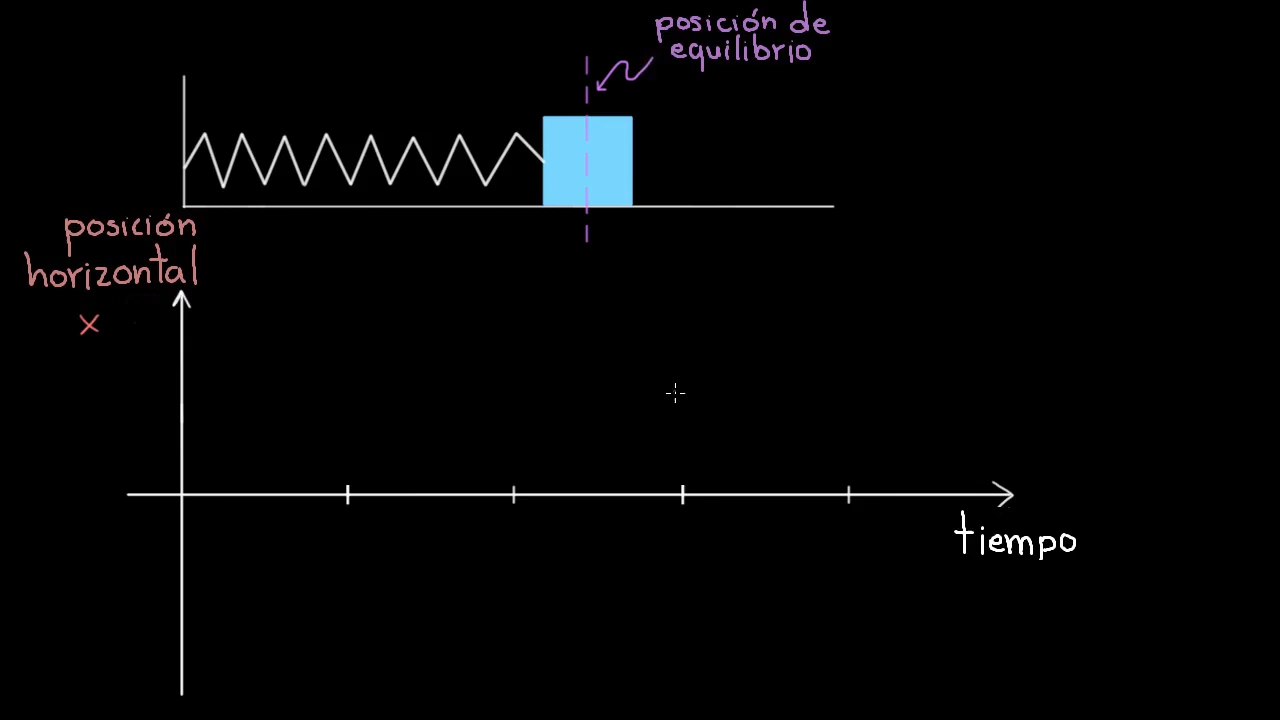 posición de
equilibrio
posición
horizontal
x
tiempo